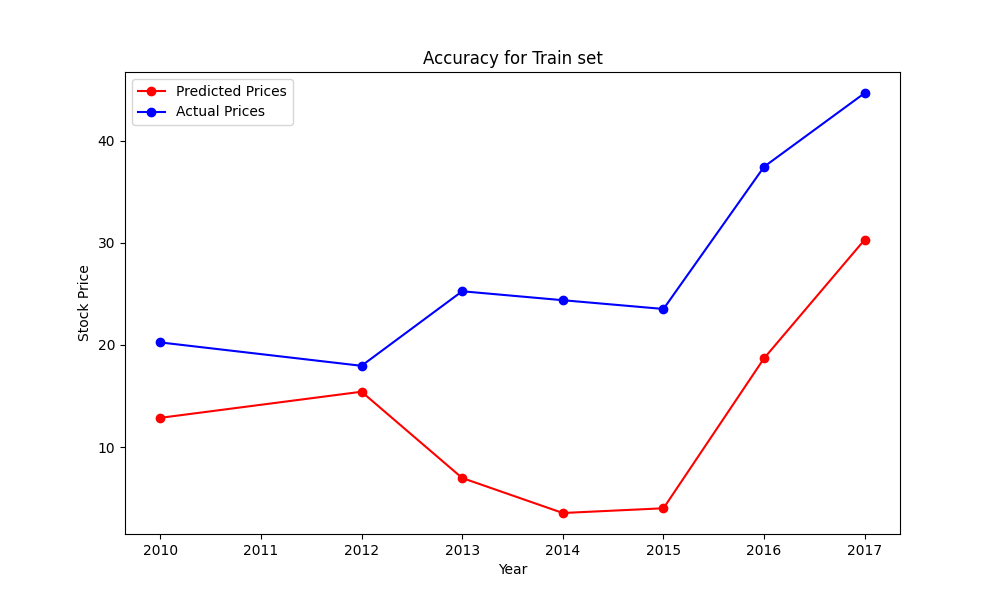 Accuracy for Train set
Predicted Prices
Actual Prices
40
30
20
10
Stock Price
2010 2011 2012 2013 2014 2015 2016 2017
Year